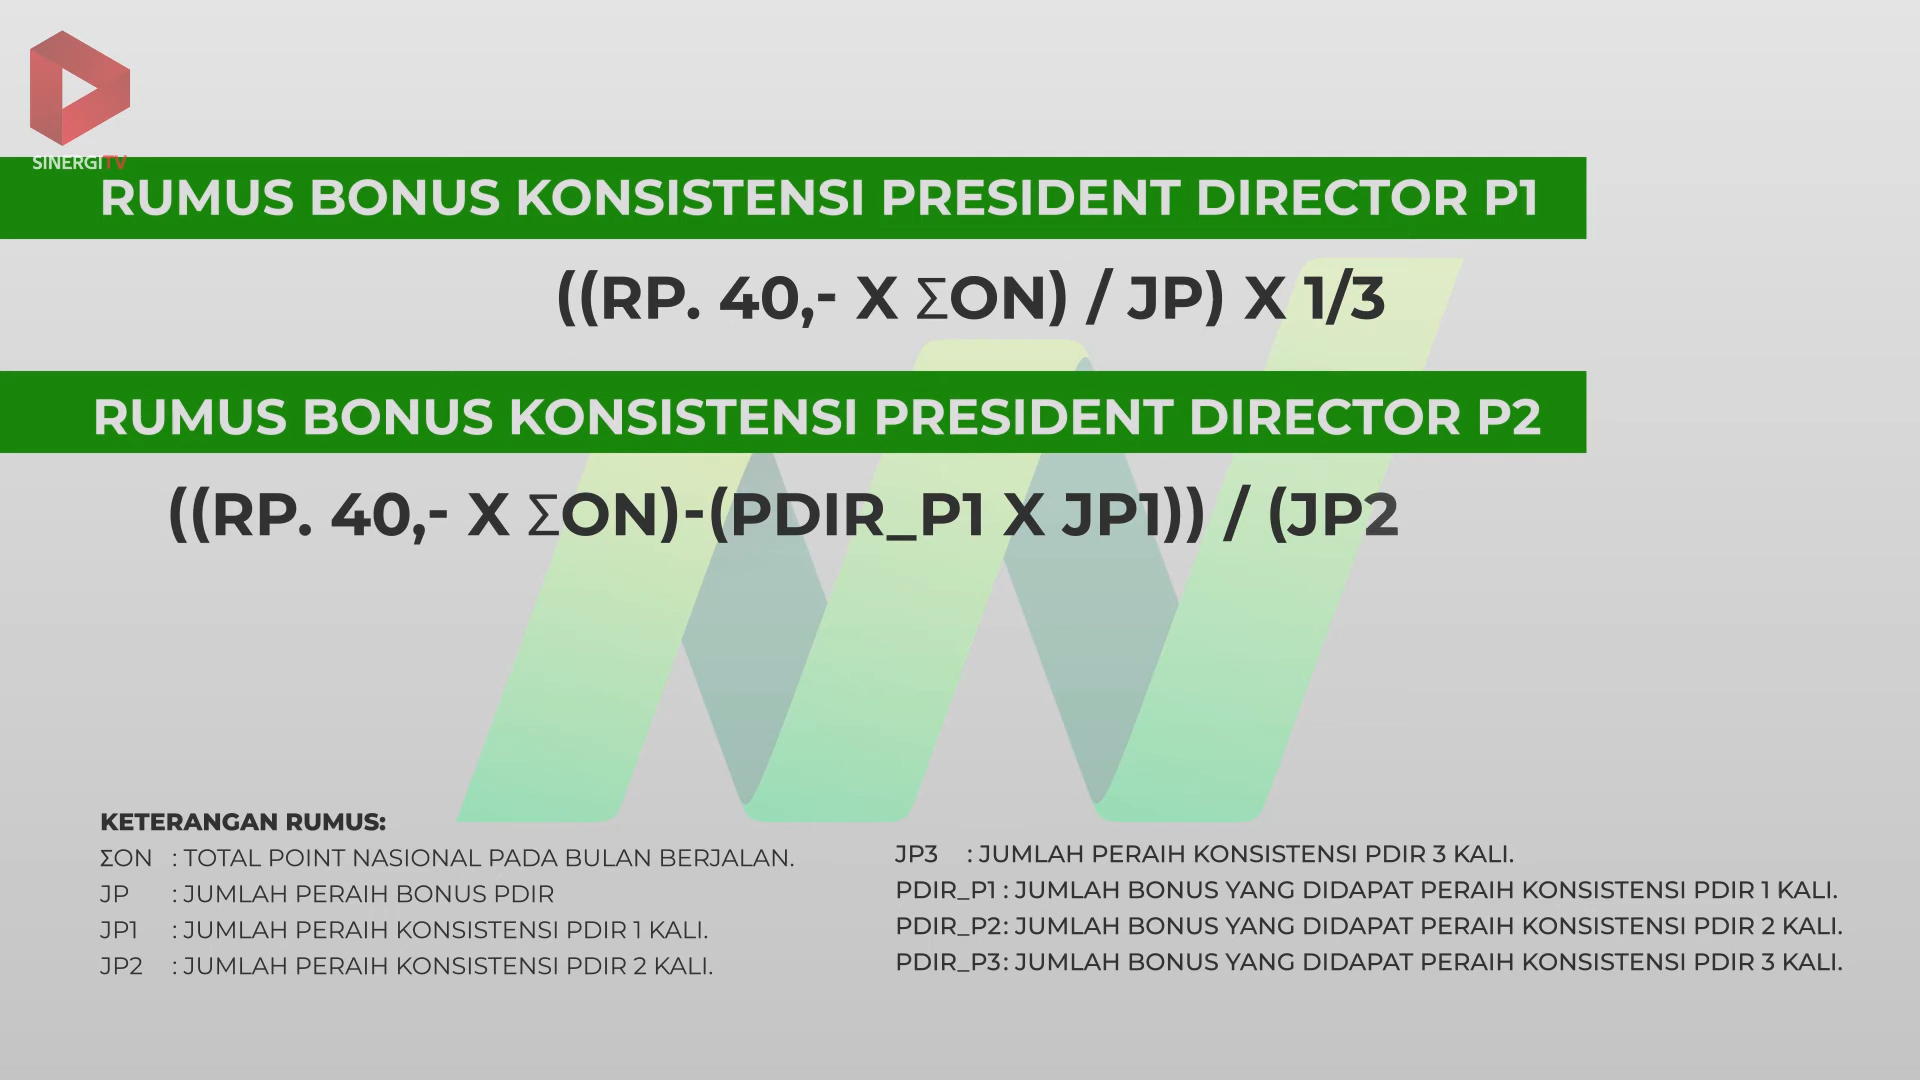 SINERGITV
RUMUS BONUS KONSISTENSI PRESIDENT DIRECTOR P1
((RP. 40,- X ΣON) / JP) X 1/3
RUMUS BONUS KONSISTENSI PRESIDENT DIRECTOR P2
((RP. 40,- X ΣON)-(PDIR_P1 X JP1)) / (JP2
KETERANGAN RUMUS:
ΣON : TOTAL POINT NASIONAL PADA BULAN BERJALAN.
JP : JUMLAH PERAIH BONUS PDIR
JP1 : JUMLAH PERAIH KONSISTENSI PDIR 1 KALI.
JP2 : JUMLAH PERAIH KONSISTENSI PDIR 2 KALI.
JP3 : JUMLAH PERAIH KONSISTENSI PDIR 3 KALI.
PDIR_P1 : JUMLAH BONUS YANG DIDAPAT PERAIH KONSISTENSI PDIR 1 KALI.
PDIR_P2: JUMLAH BONUS YANG DIDAPAT PERAIH KONSISTENSI PDIR 2 KALI.
PDIR_P3: JUMLAH BONUS YANG DIDAPAT PERAIH KONSISTENSI PDIR 3 KALI.